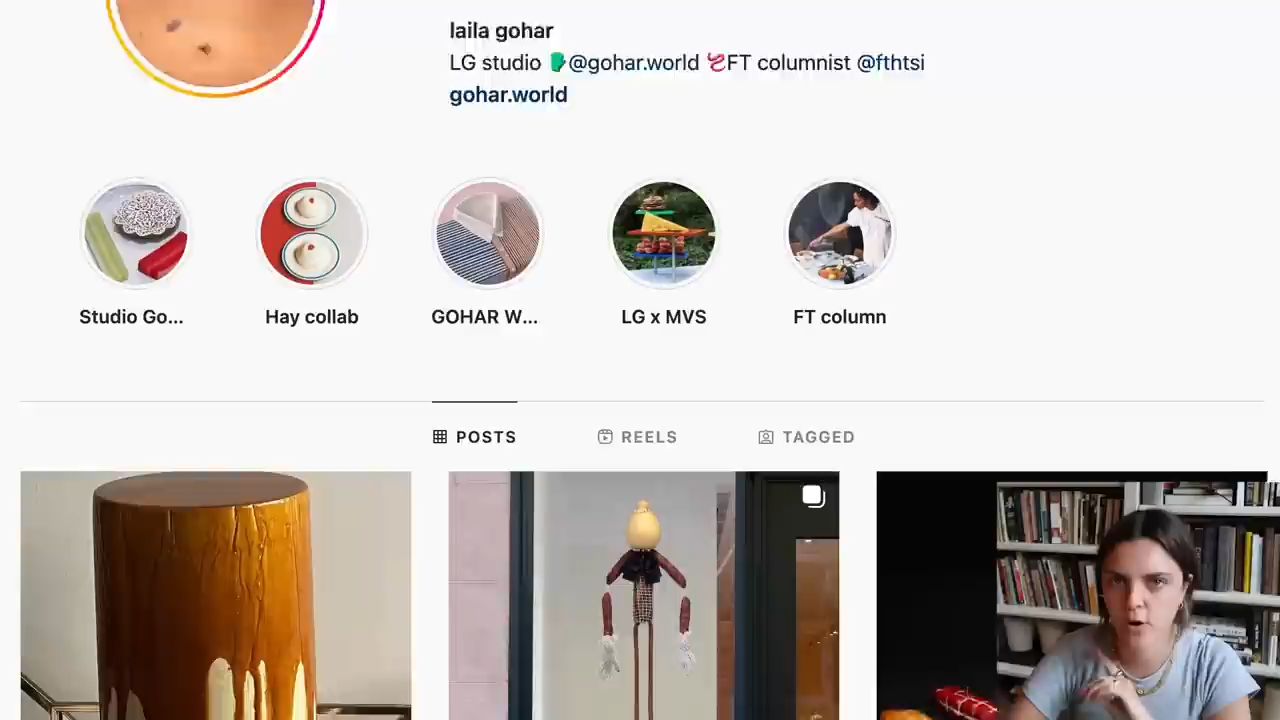 laila gohar
LG studio @gohar.world FT columnist @fthtsi
gohar.world
Studio Go...
Hay collab
GOHAR W...
LG x MVS
FT column
POSTS
REELS
TAGGED